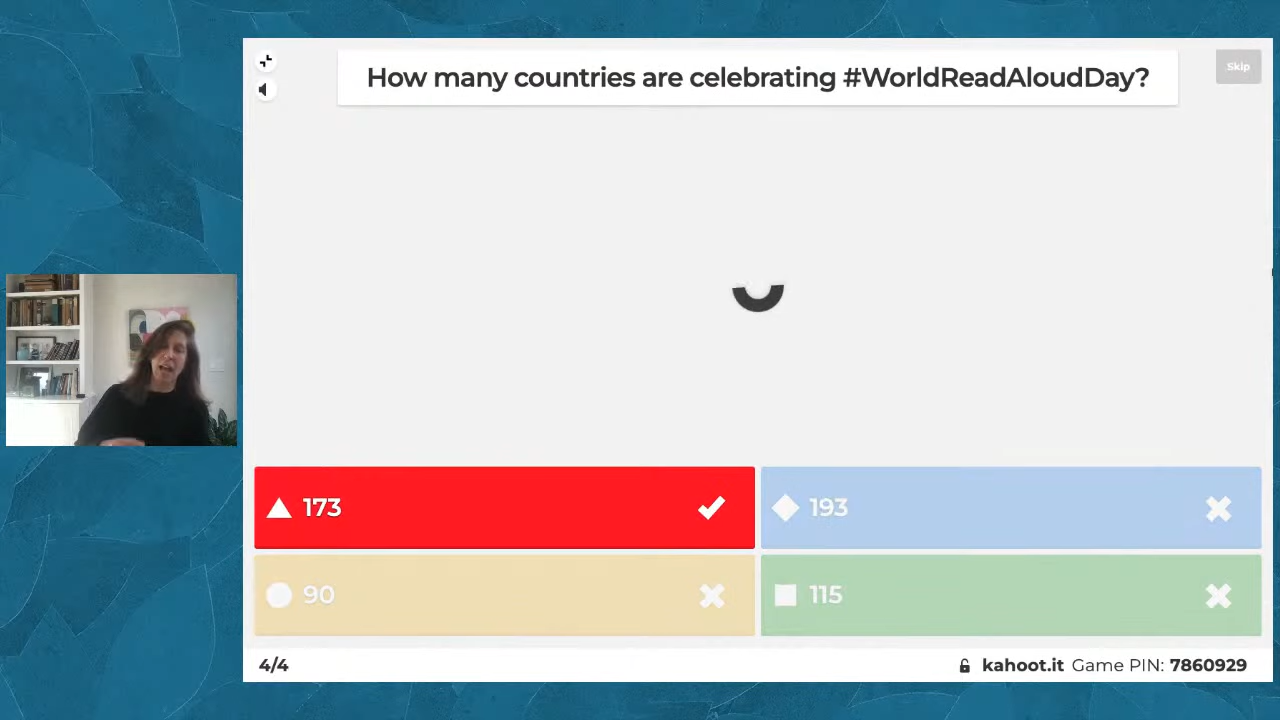 How many countries are celebrating #WorldReadAloudDay?
Skip
173
193
90
115
4/4
kahoot.it Game PIN: 7860929